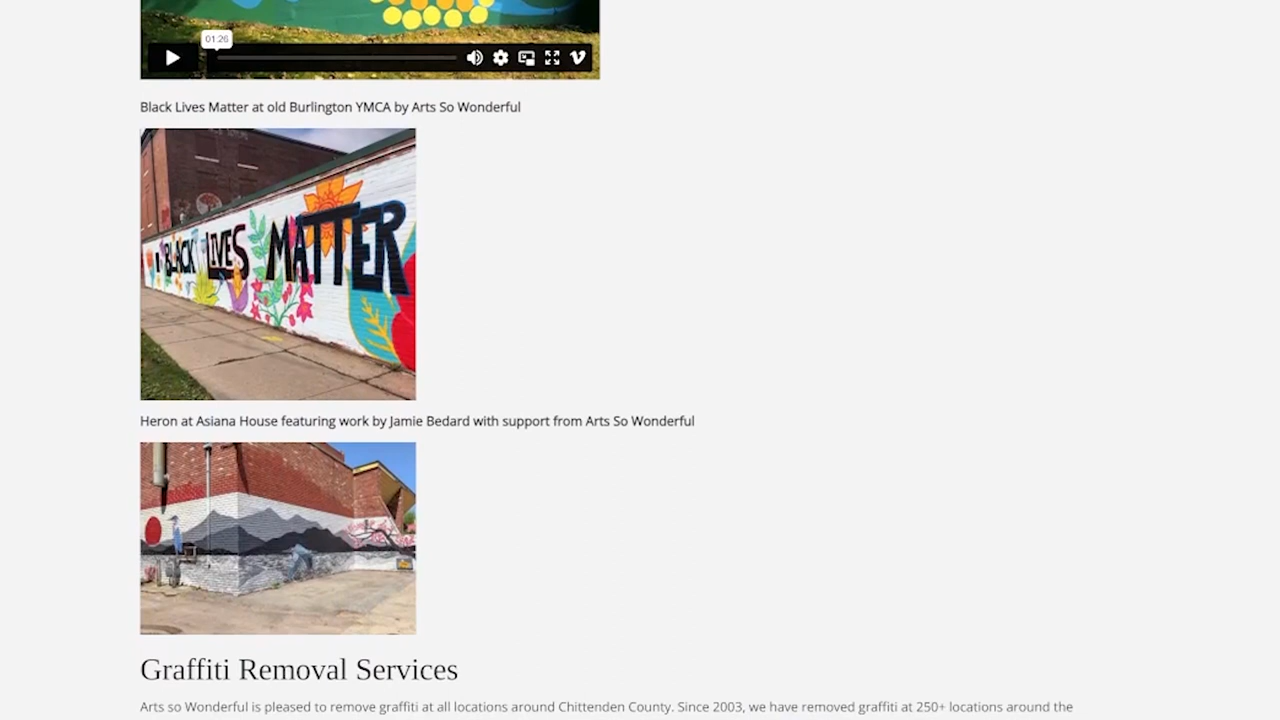 01:26
Black Lives Matter at old Burlington YMCA by Arts So Wonderful
BLACK LIVES MATTER
Heron at Asiana House featuring work by Jamie Bedard with support from Arts So Wonderful
Graffiti Removal Services
Arts so Wonderful is pleased to remove graffiti at all locations around Chittenden County. Since 2003, we have removed graffiti at 250+ locations around the